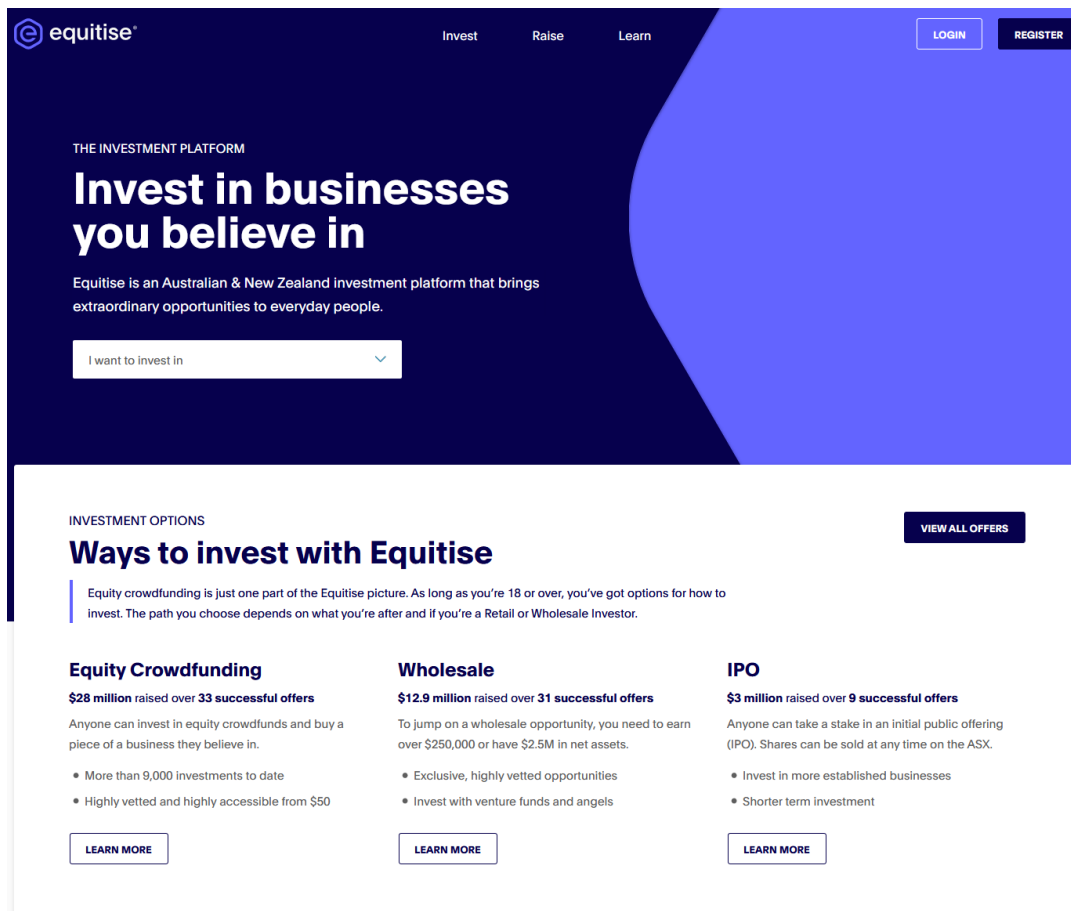 equitise®
Invest
Raise
Learn
LOGIN
REGISTER
THE INVESTMENT PLATFORM
Invest in businesses
you believe in
Equitise is an Australian & New Zealand investment platform that brings
extraordinary opportunities to everyday people.
I want to invest in
INVESTMENT OPTIONS
VIEW ALL OFFERS
Ways to invest with Equitise
Equity crowdfunding is just one part of the Equitise picture. As long as you're 18 or over, you've got options for how to
invest. The path you choose depends on what you're after and if you're a Retail or Wholesale Investor.
Equity Crowdfunding
$28 million raised over 33 successful offers
Anyone can invest in equity crowdfunds and buy a
piece of a business they believe in.
• More than 9,000 investments to date
• Highly vetted and highly accessible from $50
LEARN MORE
Wholesale
$12.9 million raised over 31 successful offers
To jump on a wholesale opportunity, you need to earn
over $250,000 or have $2.5M in net assets.
• Exclusive, highly vetted opportunities
• Invest with venture funds and angels
LEARN MORE
IPO
$3 million raised over 9 successful offers
Anyone can take a stake in an initial public offering
(IPO). Shares can be sold at any time on the ASX.
• Invest in more established businesses
• Shorter term investment
LEARN MORE